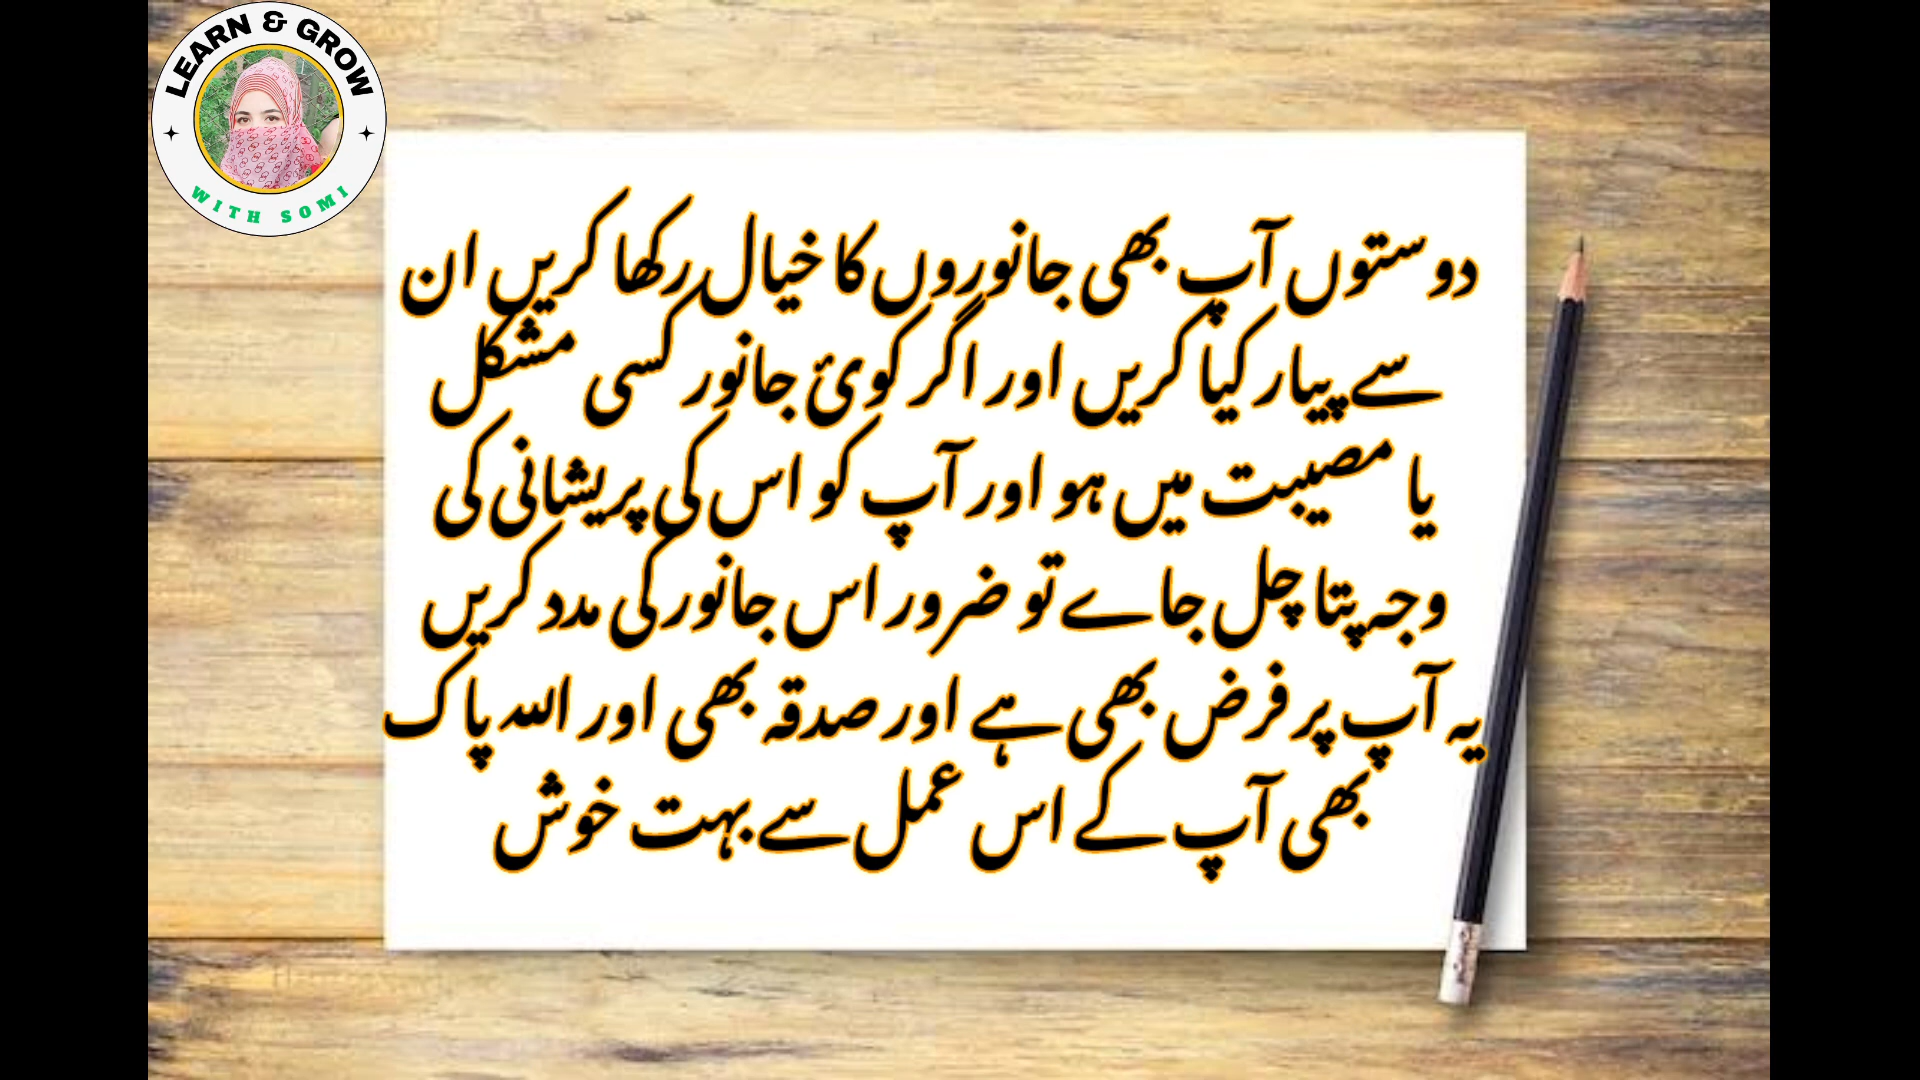 LEARN & GROW
WITH SOMI
دوستوں آپ بھی جانوروں کا خیال رکھا کریں ان
سے پیار کیا کریں اور اگر کوئ جانور کسی مشکل
یا مصیبت میں ہو اور آپ کو اس کی پریشانی کی
وجہ پتا چل جاے تو ضرور اس جانور کی مدد کریں
یہ آپ پر فرض بھی ہے اور صدقہ بھی اور اللہ پاک
بھی آپ کے اس عمل سے بہت خوش